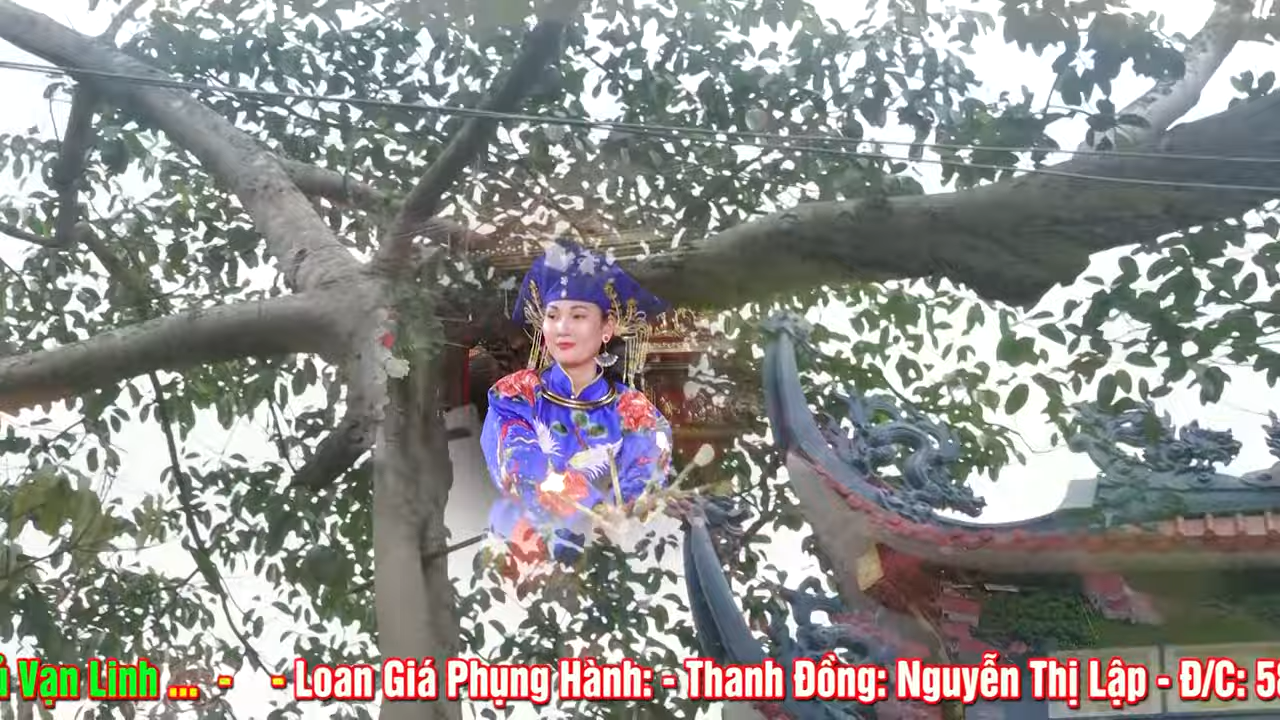 Vạn Linh ... - - Loan Giá Phụng Hành: - Thanh Đồng: Nguyễn Thị Lập - Đ/C: